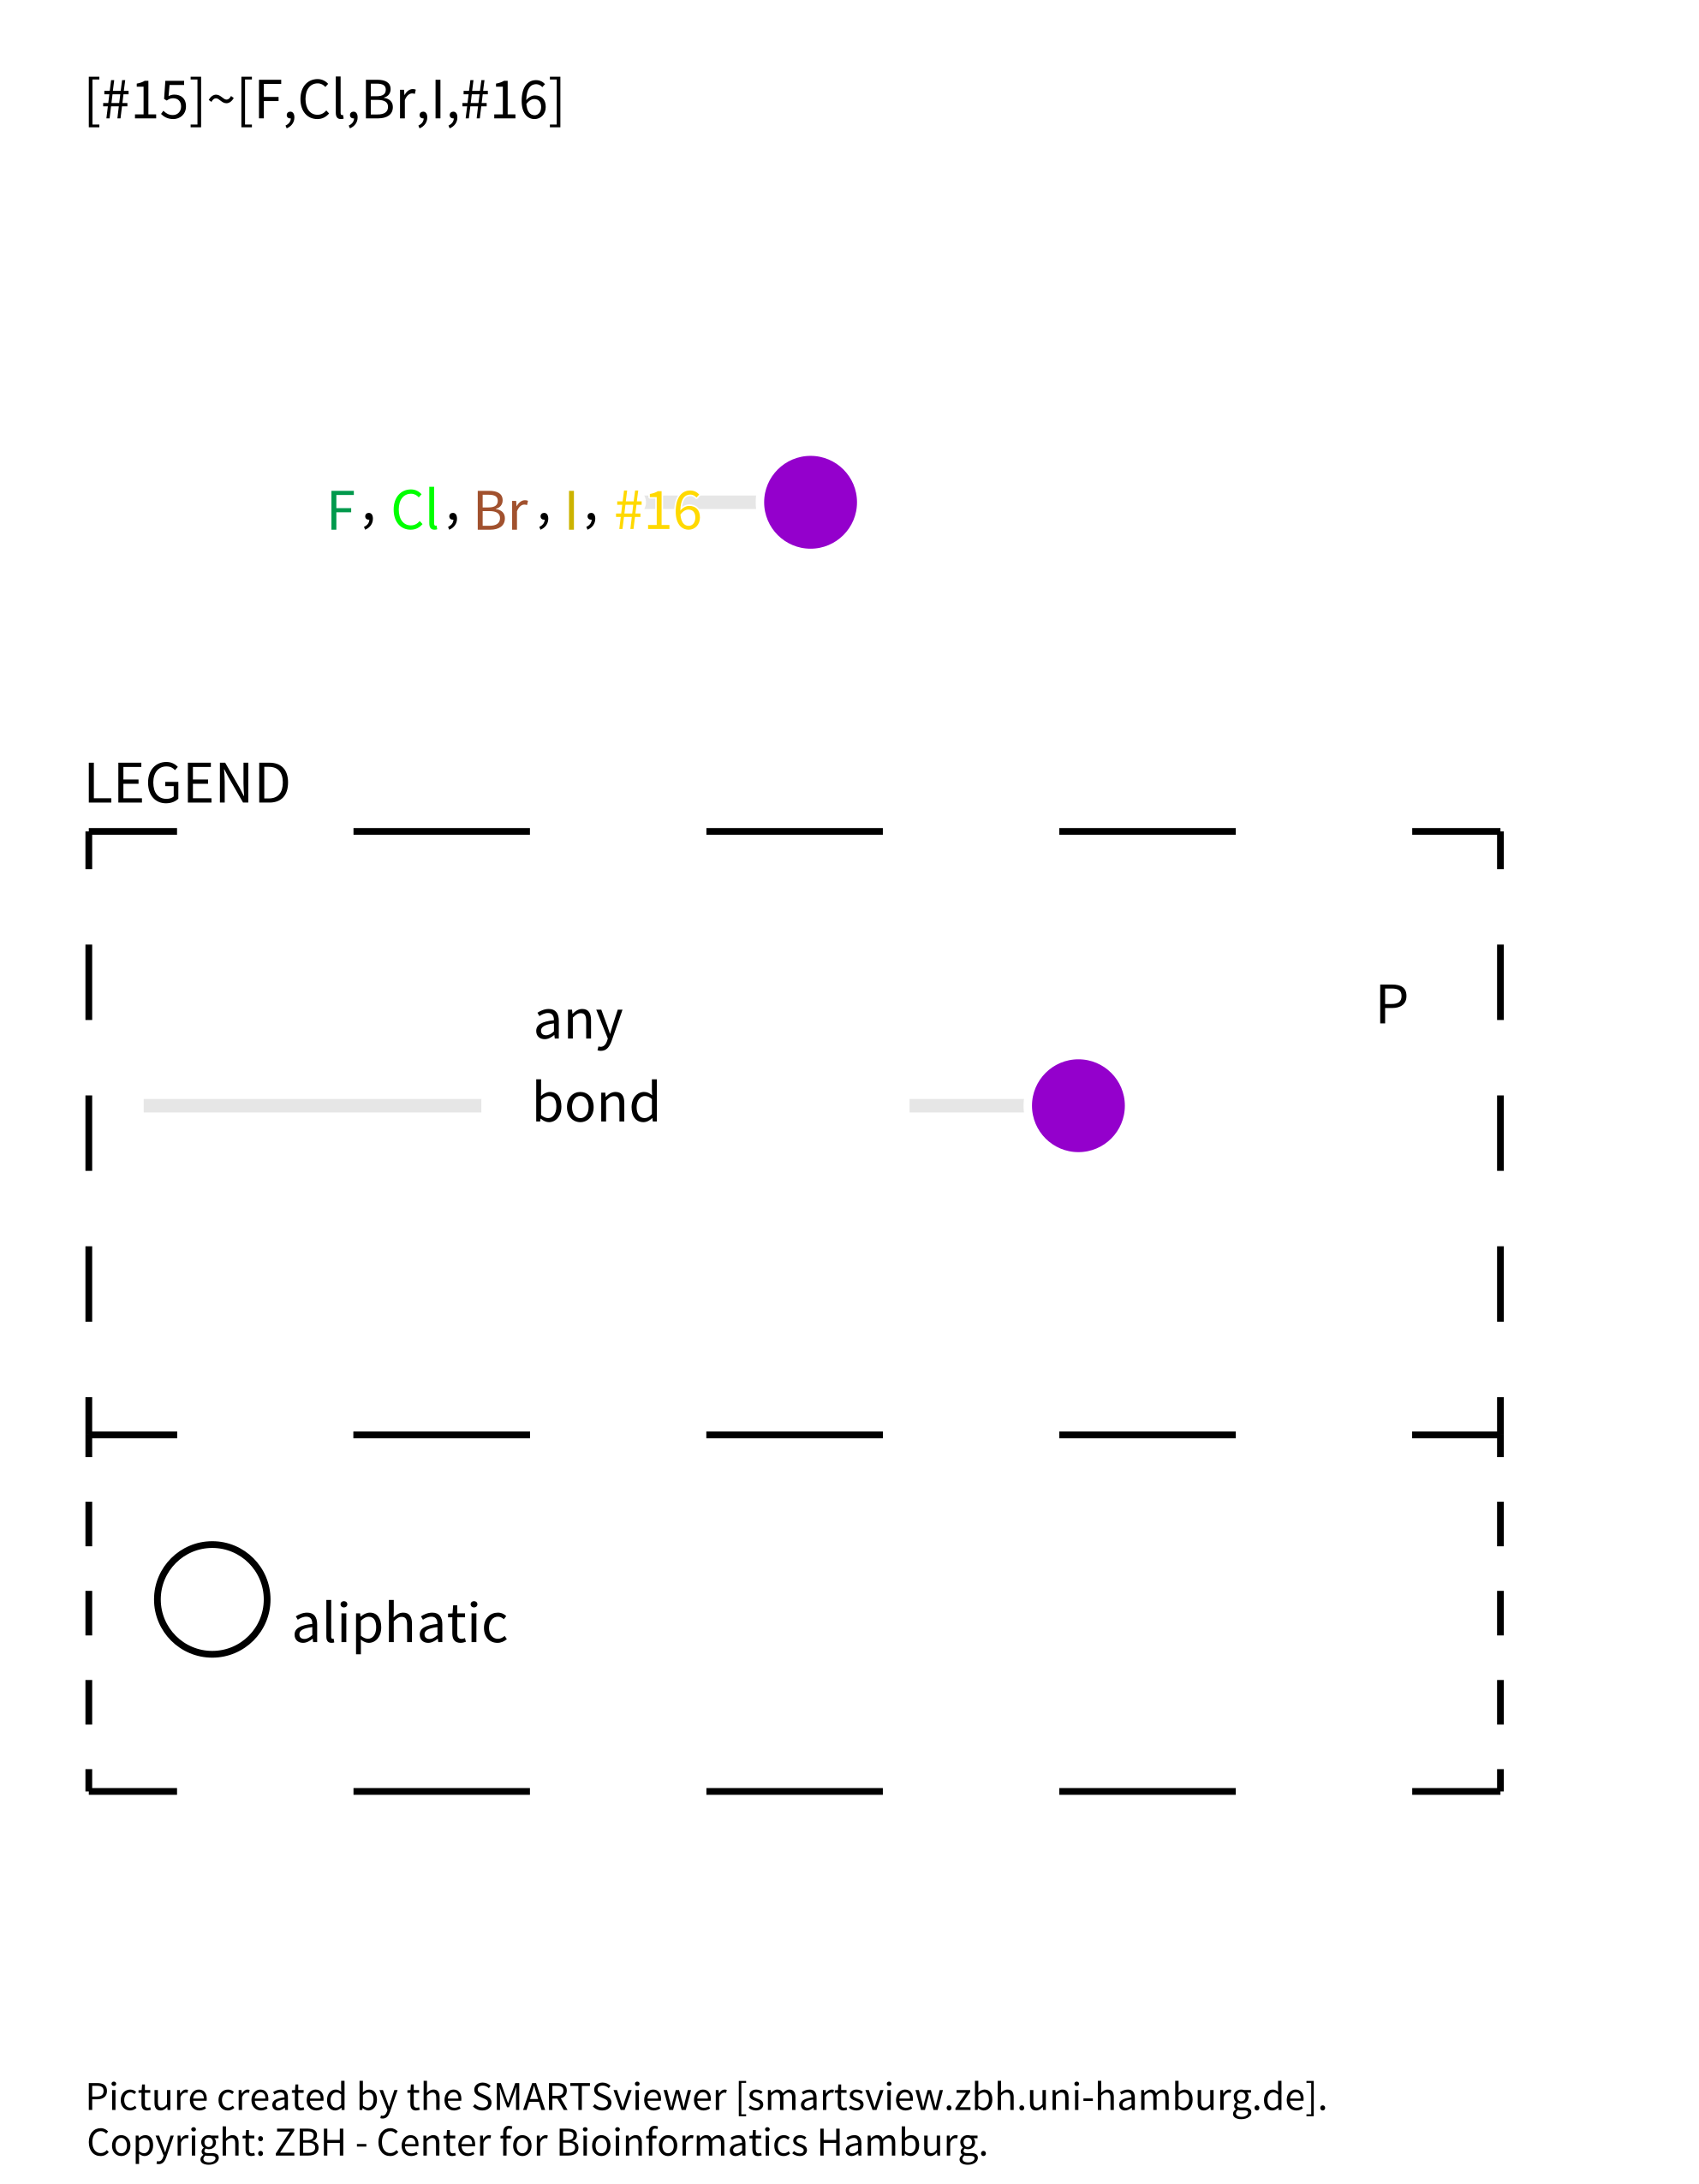 [#15]~[F,Cl,Br,I,#16]
F, Cl, Br, I, #16
LEGEND
any
bond
P
aliphatic
Picture created by the SMARTSviewer [smartsview.zbh.uni-hamburg.de].
Copyright: ZBH - Center for Bioinformatics Hamburg.